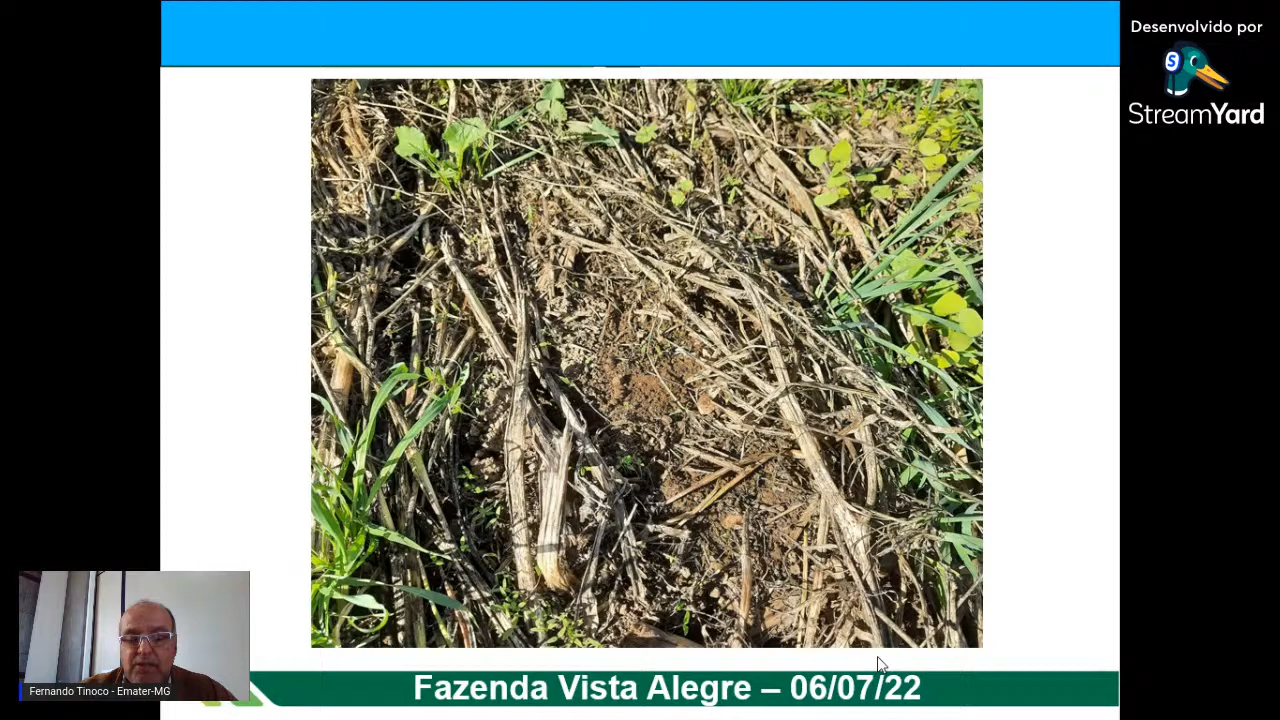 Desenvolvido por
S
StreamYard
Fernando Tinoco - Emater-MG
Fazenda Vista Alegre – 06/07/22